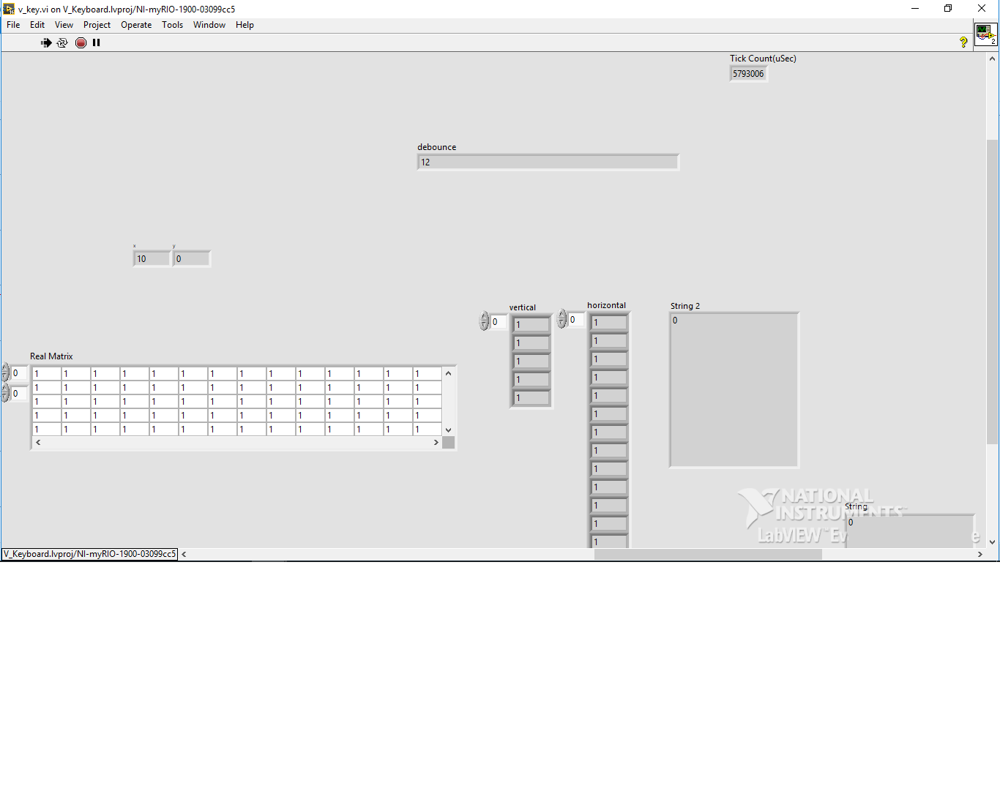 v_key.vi on V_Keyboard.lvproj/NI-myRIO-1900-03099cc5
File Edit View Project Operate Tools Window Help
2
Tick Count(uSec)
5793006
debounce
12
x y
10 0
vertical
0
1
1
1
1
1
horizontal
0
1
1
1
1
1
1
1
1
1
1
1
1
1
String 2
0
Real Matrix
0
0
1 1 1 1 1 1 1 1 1 1 1 1 1 1
1 1 1 1 1 1 1 1 1 1 1 1 1 1
1 1 1 1 1 1 1 1 1 1 1 1 1 1
1 1 1 1 1 1 1 1 1 1 1 1 1 1
1 1 1 1 1 1 1 1 1 1 1 1 1 1
NATIONAL
INSTRUMENTS™
LabVIEW™ Ev e
String
0
V_Keyboard.lvproj/NI-myRIO-1900-03099cc5